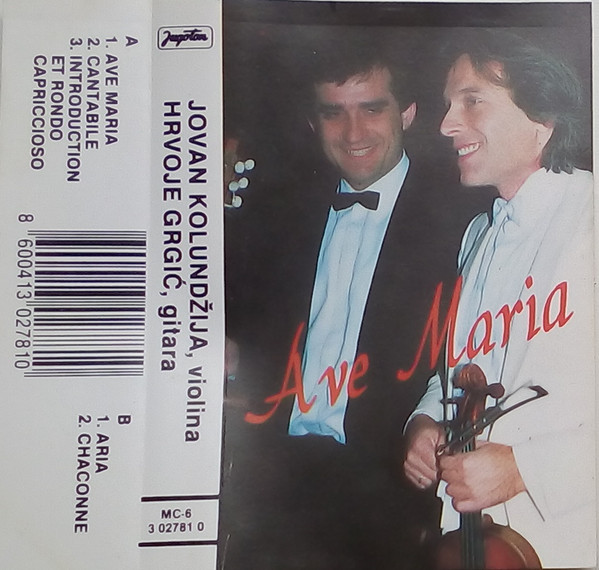 A
1. AVE MARIA
2. CANTABILE
3. INTRODUCTION
ET RONDO
CAPRICCIOSO
8 600413 027810
B
1. ARIA
2. CHACONNE
Jugoton
JOVAN KOLUNDŽIJA, violina
HRVOJE GRGIĆ, gitara
MC-6
3 02781 0
Ave Maria